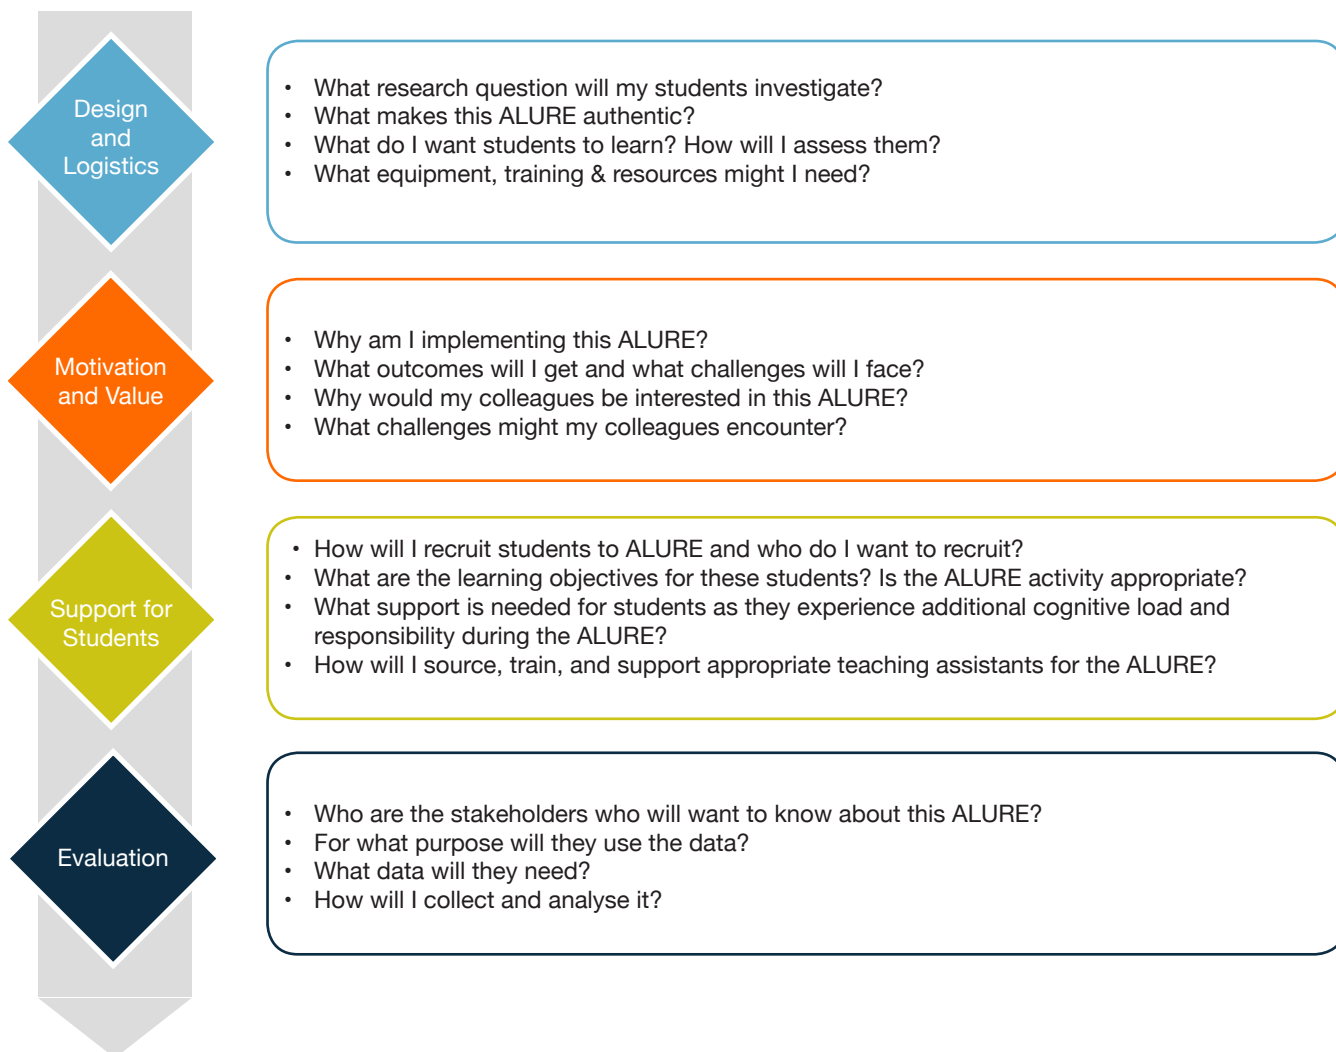 Design
and
Logistics
• What research question will my students investigate?
• What makes this ALURE authentic?
• What do I want students to learn? How will I assess them?
• What equipment, training & resources might I need?
Motivation
and Value
• Why am I implementing this ALURE?
• What outcomes will I get and what challenges will I face?
• Why would my colleagues be interested in this ALURE?
• What challenges might my colleagues encounter?
Support for
Students
• How will I recruit students to ALURE and who do I want to recruit?
• What are the learning objectives for these students? Is the ALURE activity appropriate?
• What support is needed for students as they experience additional cognitive load and
responsibility during the ALURE?
• How will I source, train, and support appropriate teaching assistants for the ALURE?
Evaluation
• Who are the stakeholders who will want to know about this ALURE?
• For what purpose will they use the data?
• What data will they need?
• How will I collect and analyse it?